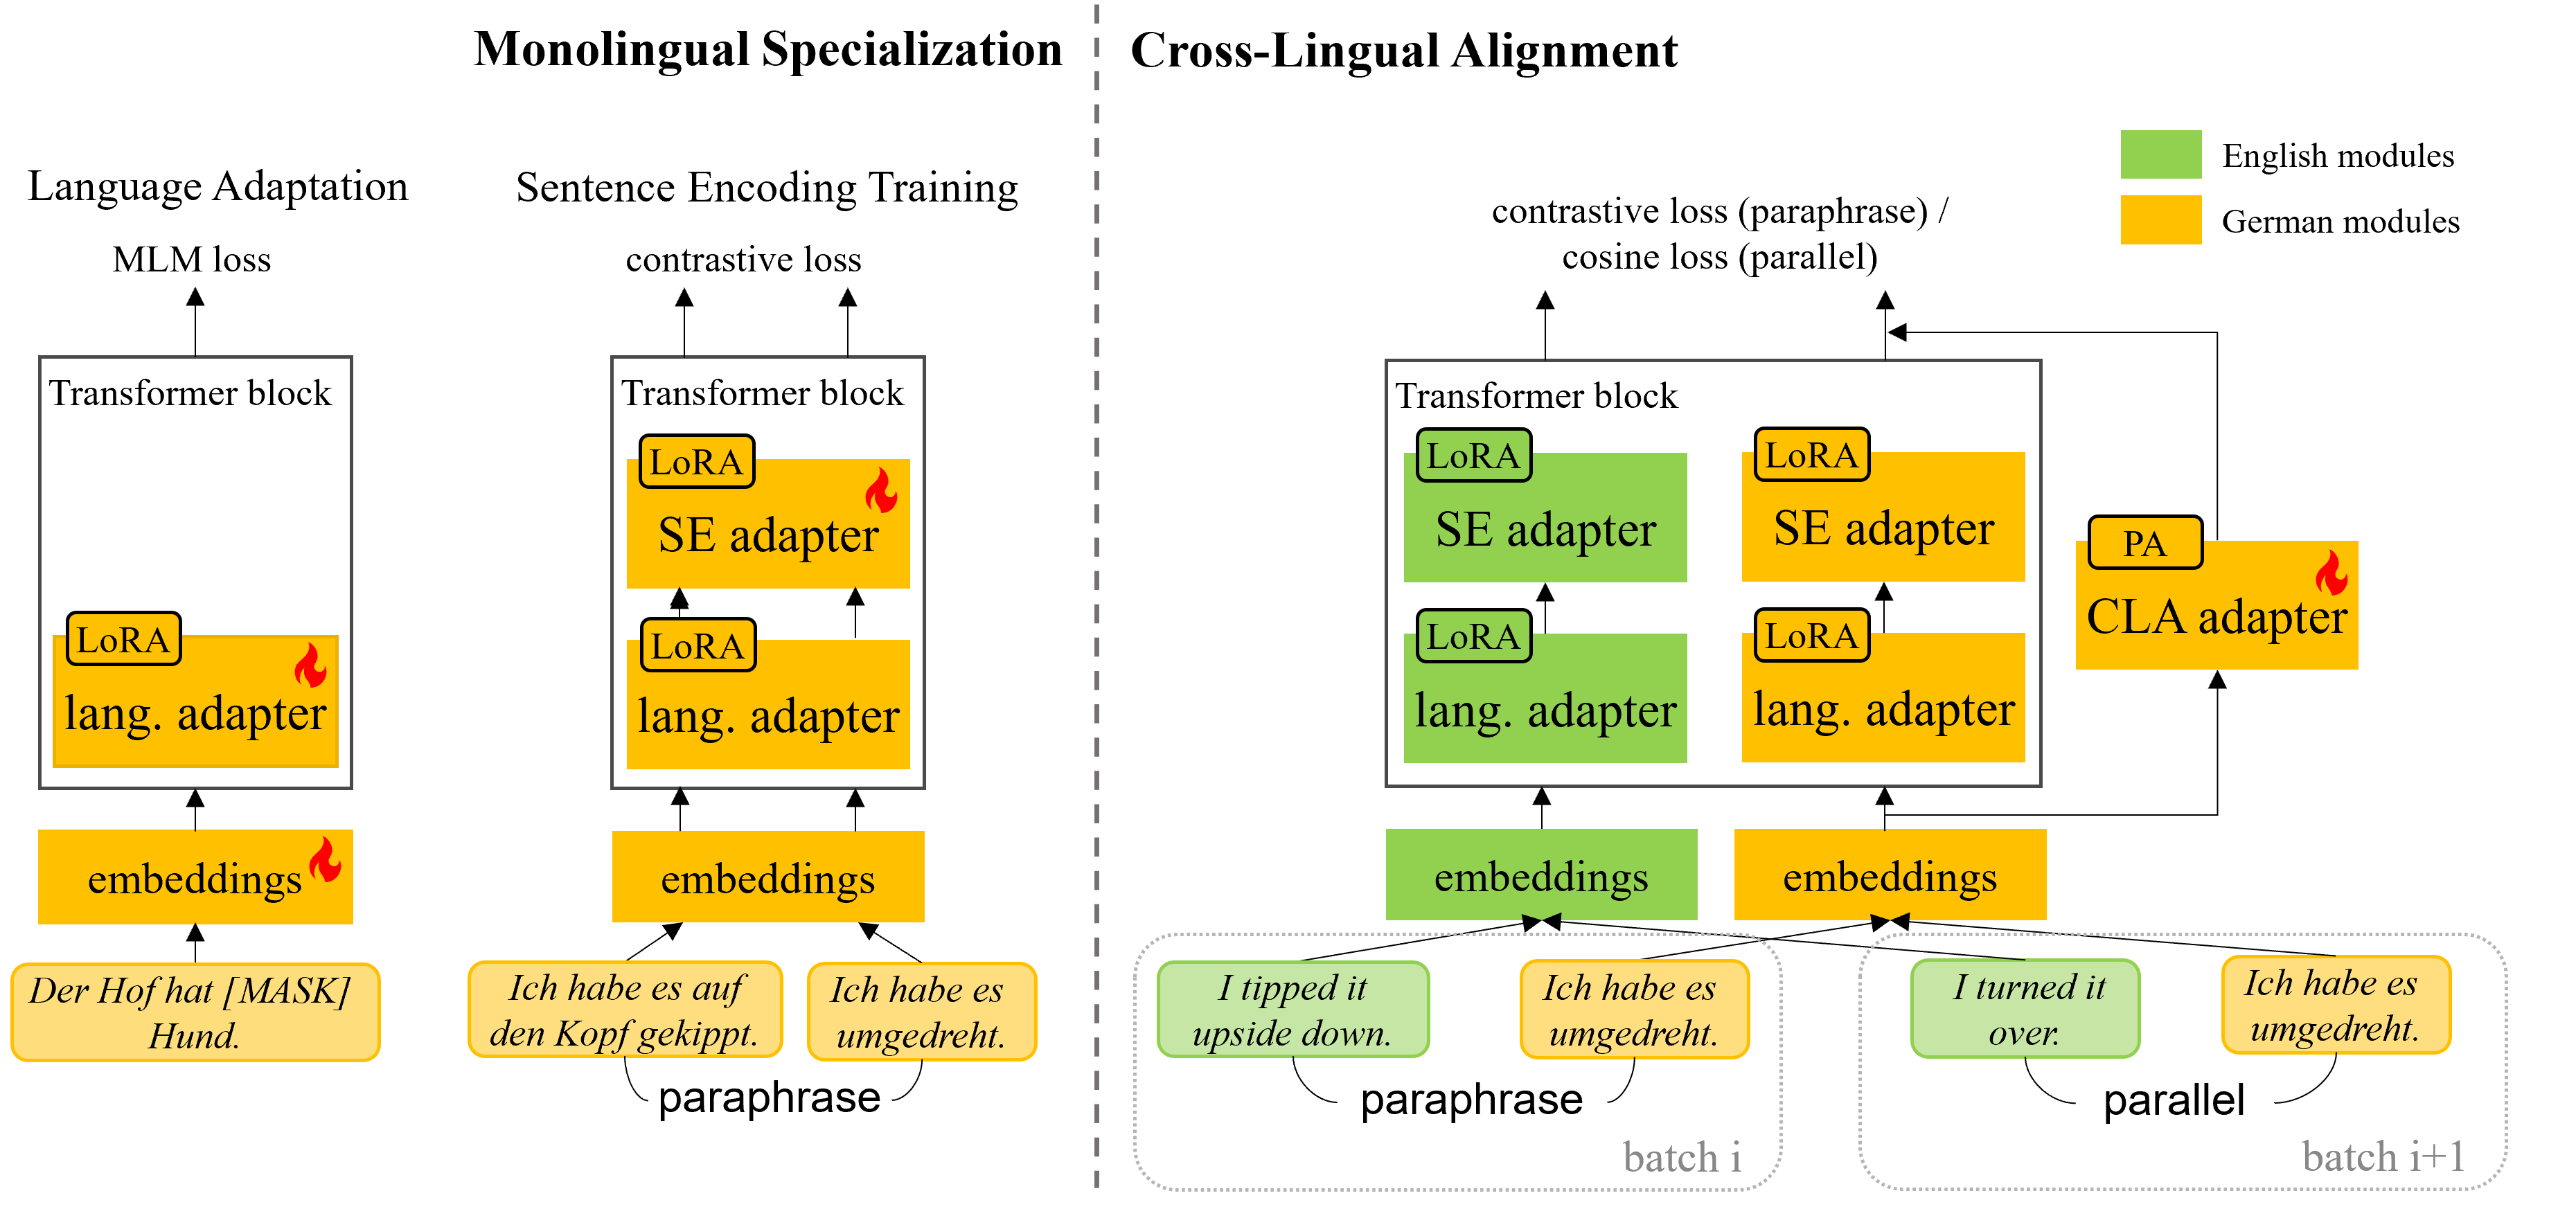 Monolingual Specialization
Language Adaptation
MLM loss
Transformer block
LoRA
lang. adapter
embeddings
Der Hof hat [MASK]
Hund.
Sentence Encoding Training
contrastive loss
Transformer block
LoRA
SE adapter
LoRA
lang. adapter
embeddings
Ich habe es auf
den Kopf gekippt.
Ich habe es
umgedreht.
paraphrase
Cross-Lingual Alignment
English modules
German modules
contrastive loss (paraphrase) /
cosine loss (parallel)
Transformer block
LoRA
SE adapter
LoRA
lang. adapter
LoRA
SE adapter
LoRA
lang. adapter
PA
CLA adapter
embeddings
embeddings
I tipped it
upside down.
Ich habe es
umgedreht.
paraphrase
batch i
I turned it
over.
Ich habe es
umgedreht.
parallel
batch i+1